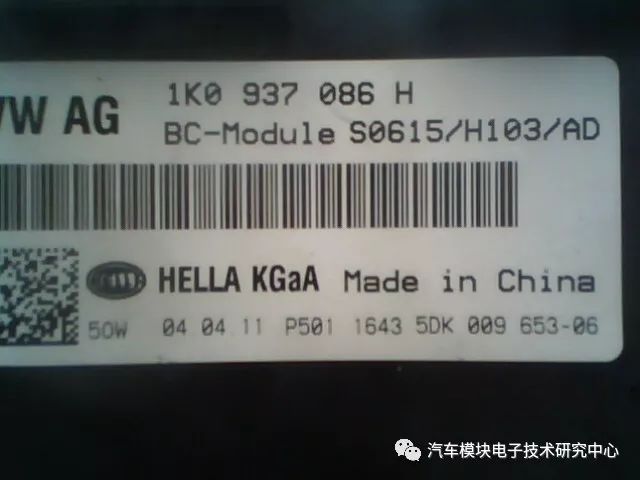 VW AG
1K0 937 086 H
BC-Module S0615/H103/AD
HELLA KGaA Made in China
50W 04 04.11 P501 1643 5DK 009 653-06
汽车模块电子技术研究中心